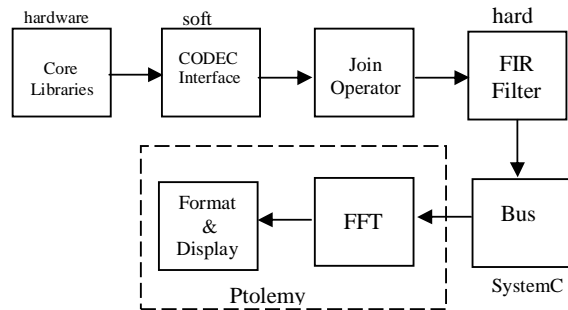 hardware
Core
Libraries
soft
CODEC
Interface
Join
Operator
hard
FIR
Filter
Bus
SystemC
FFT
Format
&
Display
Ptolemy